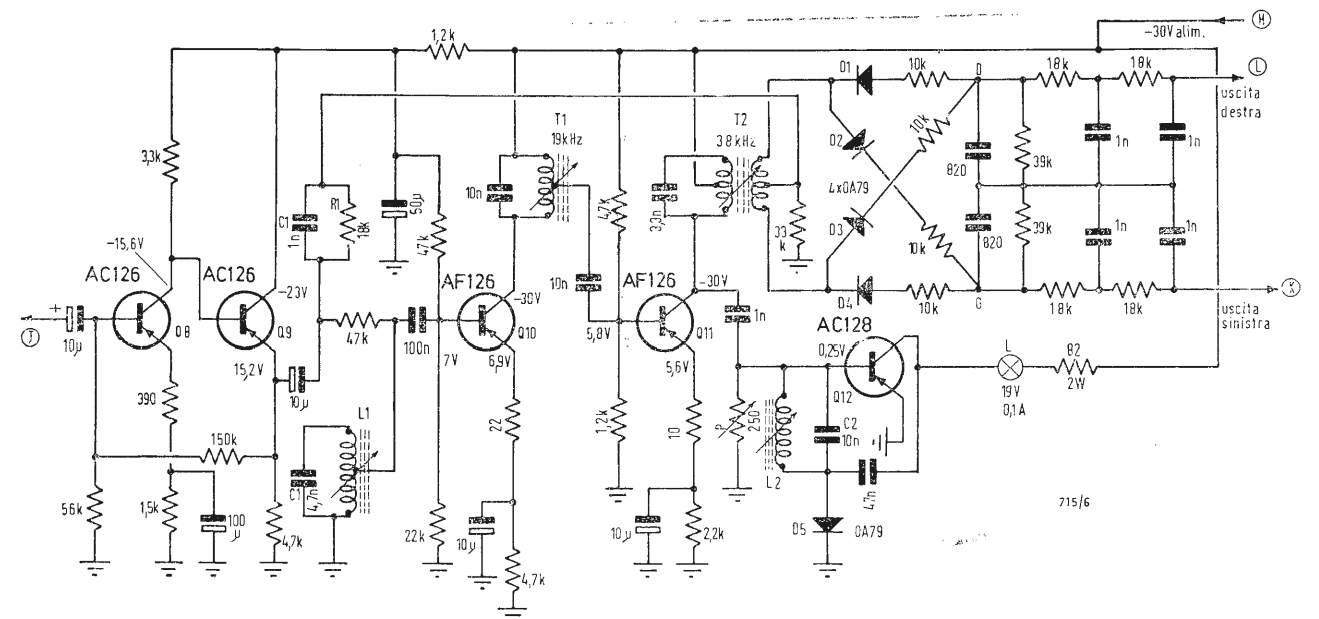 H
-30V alim.
1,2k
D1
10k
D
18k
18k
L
uscita
destra
T1
19kHz
T2
38kHz
D2
10k
1n
1n
3,3k
10n
820
39k
4x0A79
R1
18k
C1
1n
50µ
47k
4,7k
3,3n
33
k
D3
10k
820
39k
1n
1n
-15,6V
AC126
AC126
-23V
10n
AF126
-30V
AF126
-30V
D4
10k
G
18k
18k
K
uscita
sinistra
+
J
10µ
Q8
Q9
47k
100n
Q10
5,8V
Q11
1n
AC128
0,25V
15,2V
7V
6,9V
5,6V
Q12
L
19V
0,1A
82
2W
10µ
390
L1
22
1,2k
10
P
250
C2
10n
150k
C1
4,7n
L2
47n
56k
1,5k
100
µ
4,7k
22k
10µ
4,7k
10µ
2,2k
D5
0A79
715/6